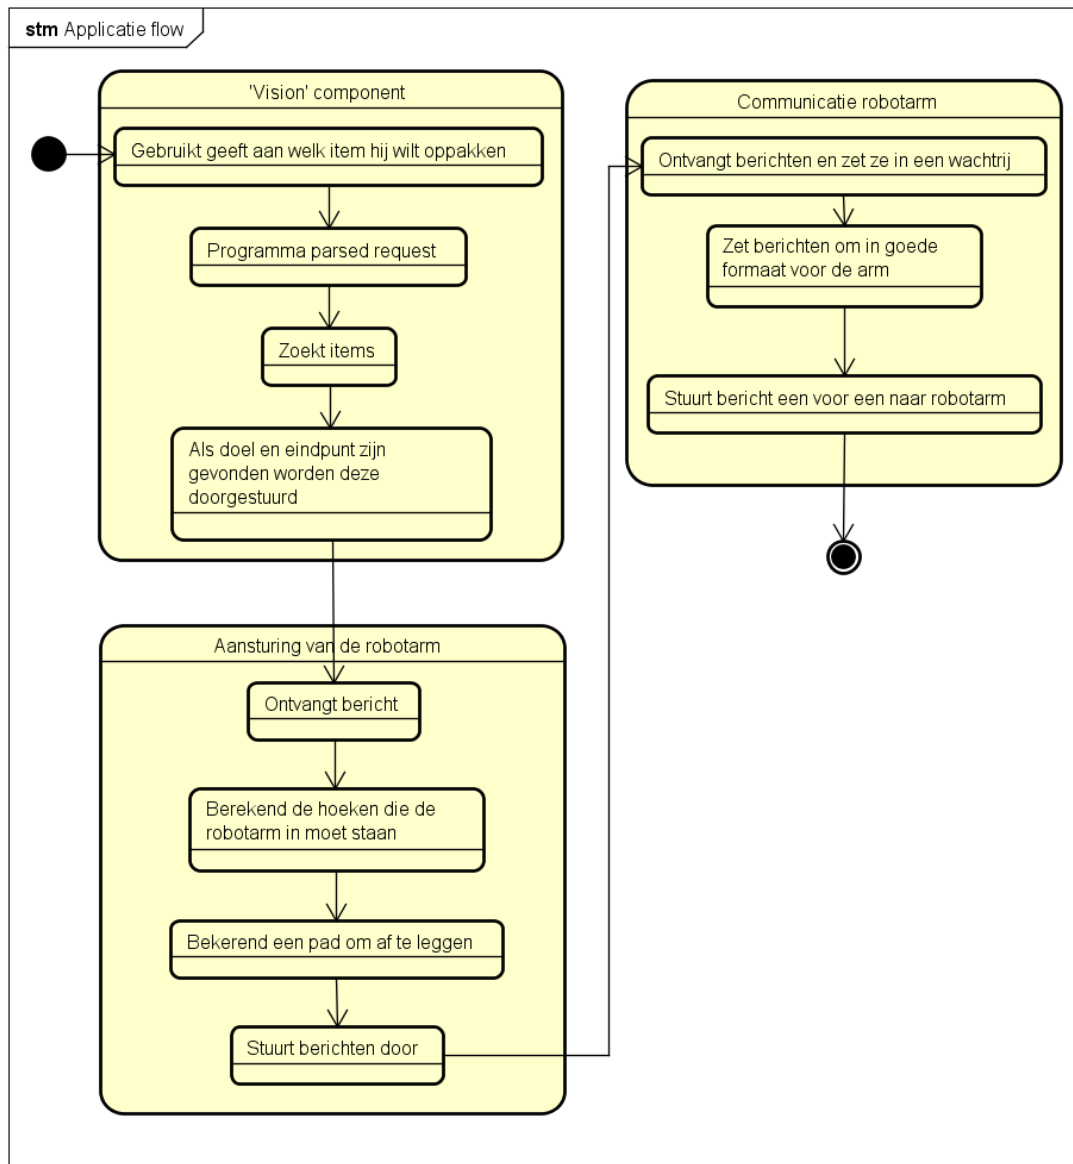 stm Applicatie flow
'Vision' component
Gebruikt geeft aan welk item hij wilt oppakken
Programma parsed request
Zoekt items
Als doel en eindpunt zijn
gevonden worden deze
doorgestuurd
Aansturing van de robotarm
Ontvangt bericht
Berekend de hoeken die de
robotarm in moet staan
Bekerend een pad om af te leggen
Stuurt berichten door
Communicatie robotarm
Ontvangt berichten en zet ze in een wachtrij
Zet berichten om in goede
formaat voor de arm
Stuurt bericht een voor een naar robotarm